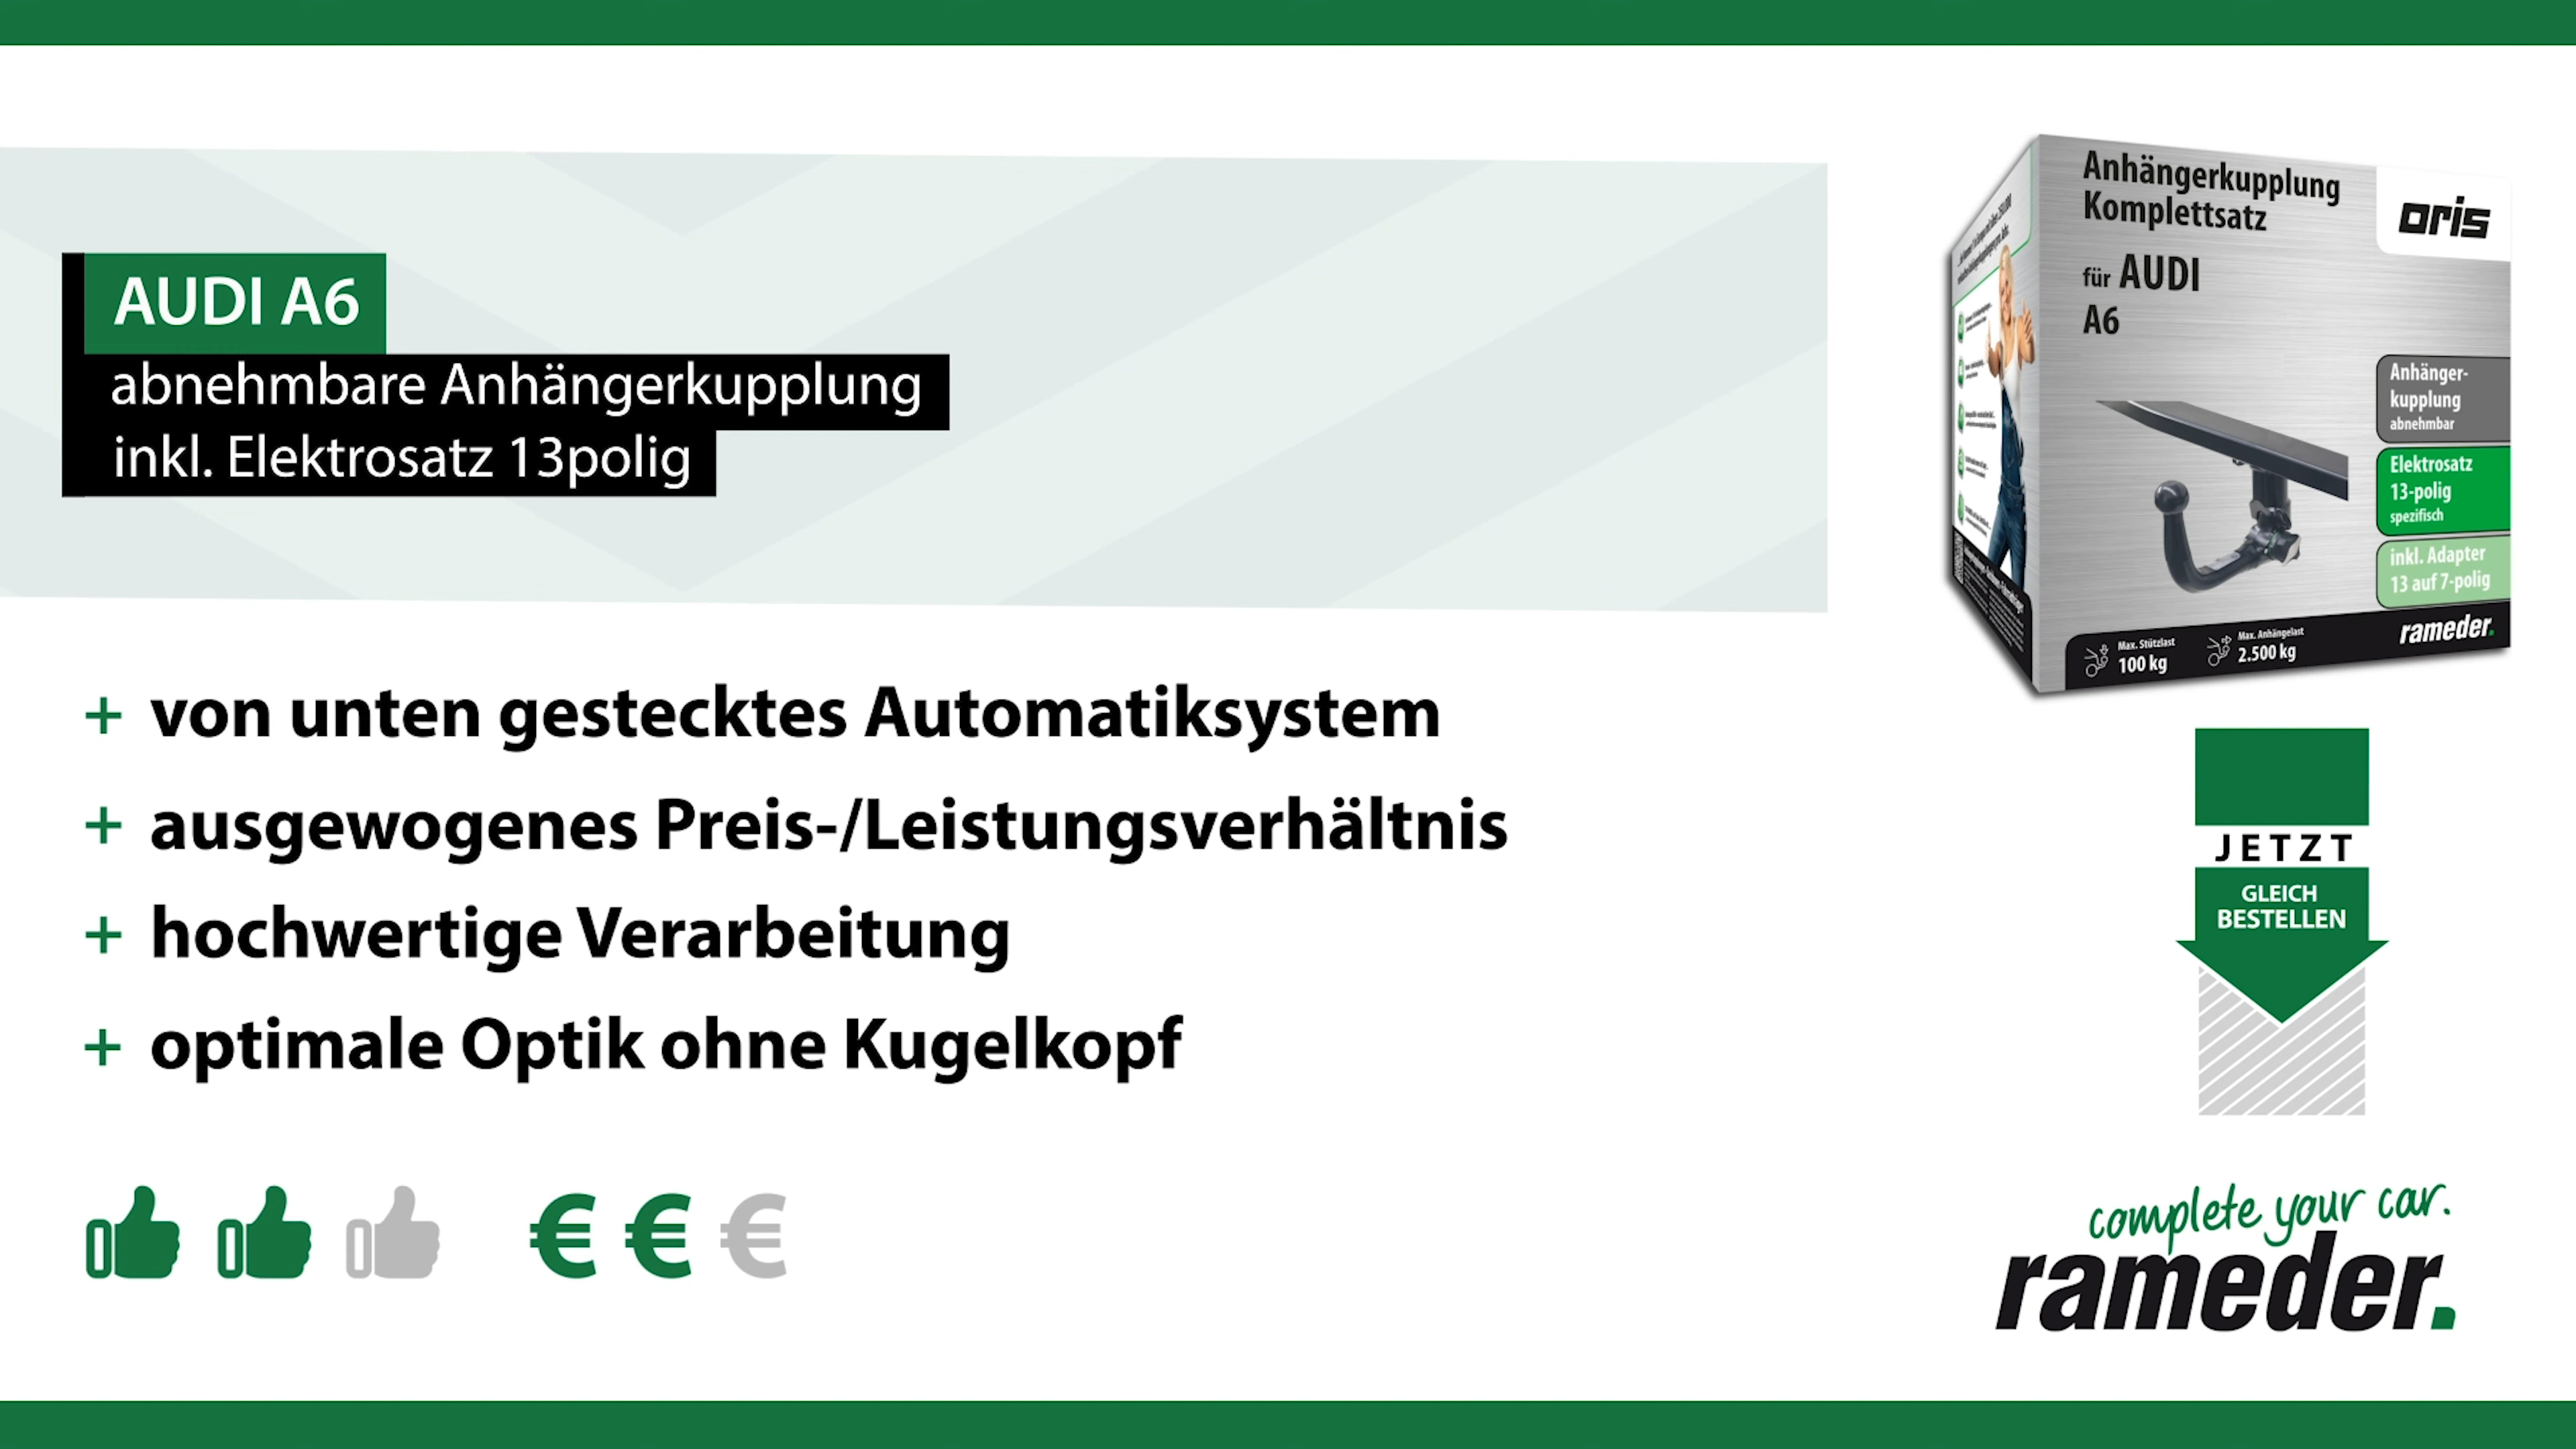 AUDI A6
abnehmbare Anhängerkupplung
inkl. Elektrosatz 13polig
+ von unten gestecktes Automatiksystem
+ ausgewogenes Preis-/Leistungsverhältnis
+ hochwertige Verarbeitung
+ optimale Optik ohne Kugelkopf
€ € €
Anhängerkupplung
Komplettsatz
für AUDI
A6
oris
Anhänger-
kupplung
abnehmbar
Elektrosatz
13-polig
spezifisch
inkl. Adapter
13 auf 7-polig
Max. Stützlast
100 kg
Max. Anhängelast
2.500 kg
rameder.
JETZT
GLEICH
BESTELLEN
complete your car.
rameder.